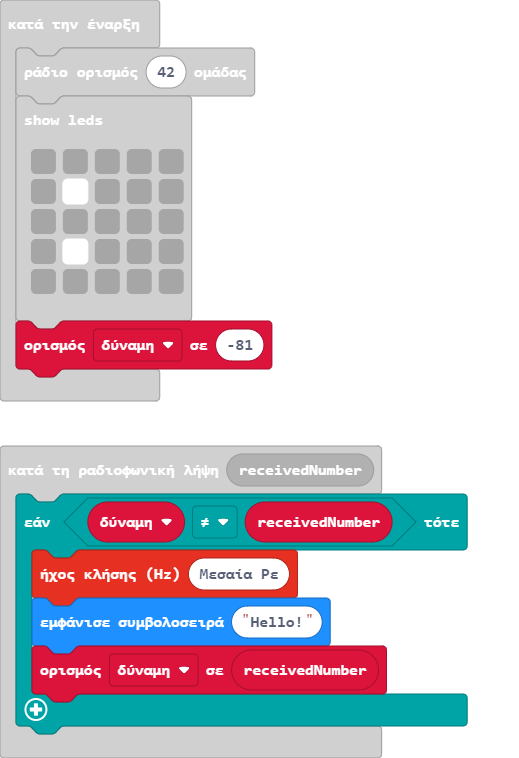 κατά την έναρξη
ράδιο ορισμός 42 ομάδας
show leds
ορισμός δύναμη σε -81
κατά τη ραδιοφωνική λήψη receivedNumber
εάν δύναμη ≠ receivedNumber τότε
ήχος κλήσης (Hz) Μεσαία Ρε
εμφάνισε συμβολοσειρά "Hello!"
ορισμός δύναμη σε receivedNumber